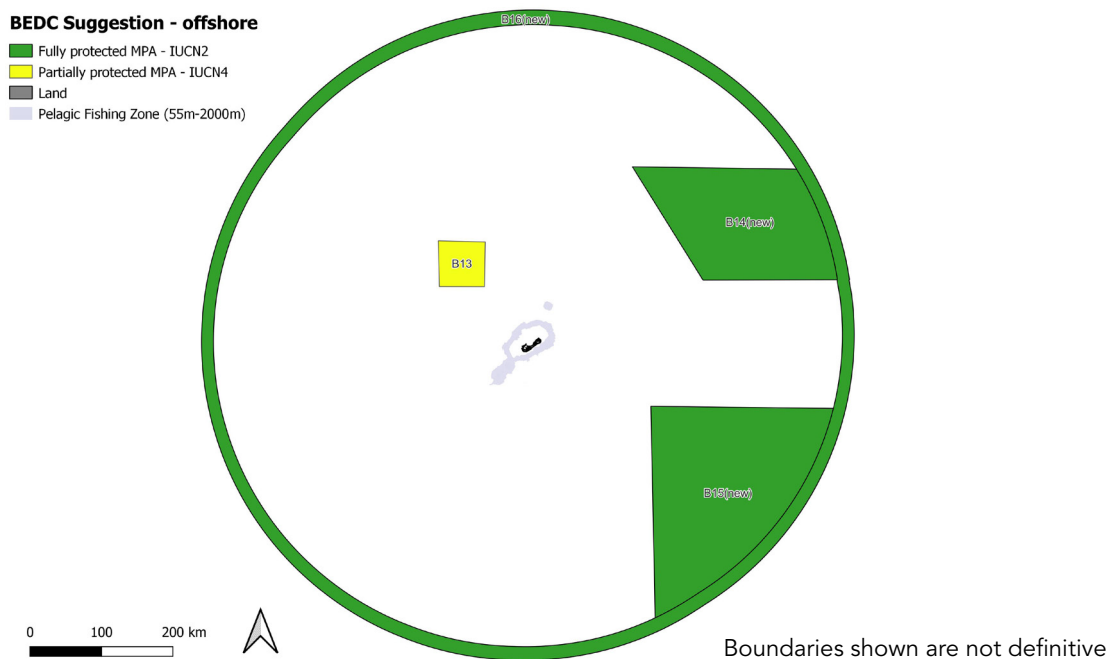 BEDC Suggestion - offshore
Fully protected MPA - IUCN2
Partially protected MPA - IUCN4
Land
Pelagic Fishing Zone (55m-2000m)
B16(new)
B14(new)
B13
B15(new)
0 100 200 km
Boundaries shown are not definitive